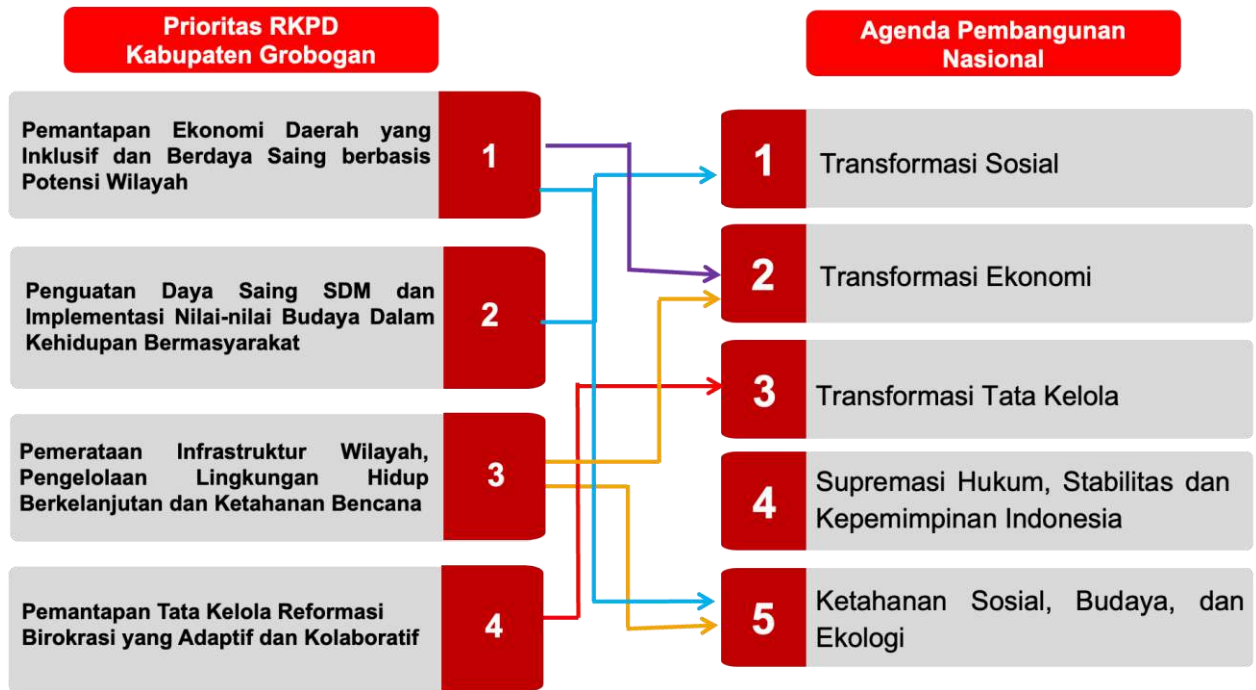 Prioritas RKPD
Kabupaten Grobogan
Pemantapan Ekonomi Daerah yang
Inklusif dan Berdaya Saing berbasis
Potensi Wilayah
1
Penguatan Daya Saing SDM dan
Implementasi Nilai-nilai Budaya Dalam
Kehidupan Bermasyarakat
2
Pemerataan Infrastruktur Wilayah,
Pengelolaan Lingkungan Hidup
Berkelanjutan dan Ketahanan Bencana
3
Pemantapan Tata Kelola Reformasi
Birokrasi yang Adaptif dan Kolaboratif
4
Agenda Pembangunan
Nasional
1
Transformasi Sosial
2
Transformasi Ekonomi
3
Transformasi Tata Kelola
4
Supremasi Hukum, Stabilitas dan
Kepemimpinan Indonesia
5
Ketahanan Sosial, Budaya, dan
Ekologi